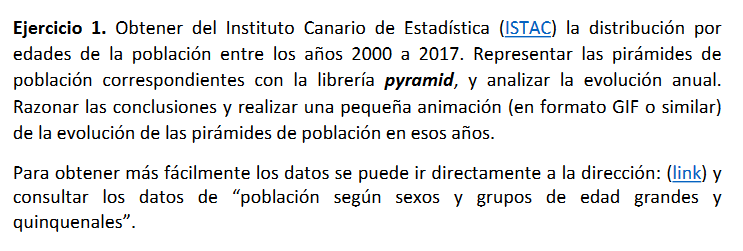 Ejercicio 1. Obtener del Instituto Canario de Estadística (ISTAC) la distribución por
edades de la población entre los años 2000 a 2017. Representar las pirámides de
población correspondientes con la librería pyramid, y analizar la evolución anual.
Razonar las conclusiones y realizar una pequeña animación (en formato GIF o similar)
de la evolución de las pirámides de población en esos años.
Para obtener más fácilmente los datos se puede ir directamente a la dirección: (link) y
consultar los datos de “población según sexos y grupos de edad grandes y
quinquenales”.